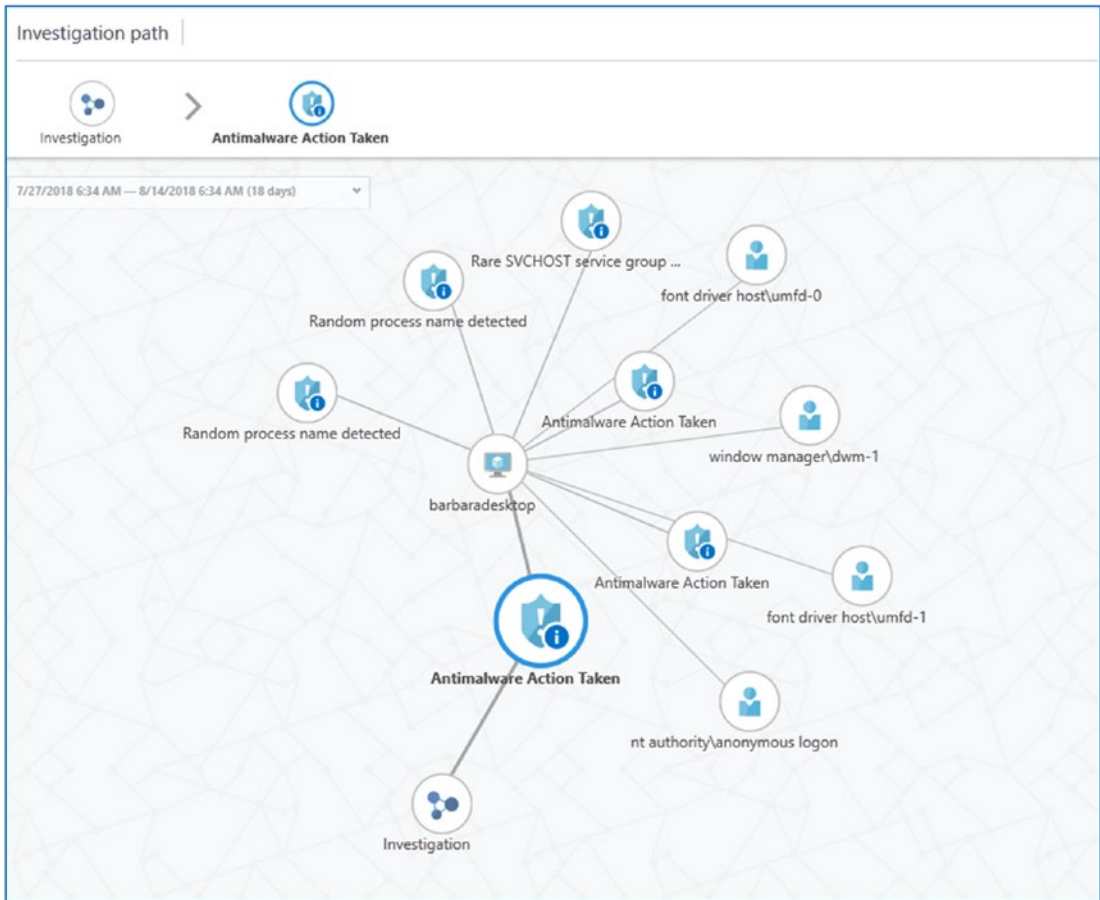 Investigation path
Investigation
Antimalware Action Taken
7/27/2018 6:34 AM — 8/14/2018 6:34 AM (18 days)
Rare SVCHOST service group ...
font driver host\umfd-0
Random process name detected
Antimalware Action Taken
Random process name detected
window manager\dwm-1
barbaradesktop
Antimalware Action Taken
font driver host\umfd-1
Antimalware Action Taken
nt authority\anonymous logon
Investigation